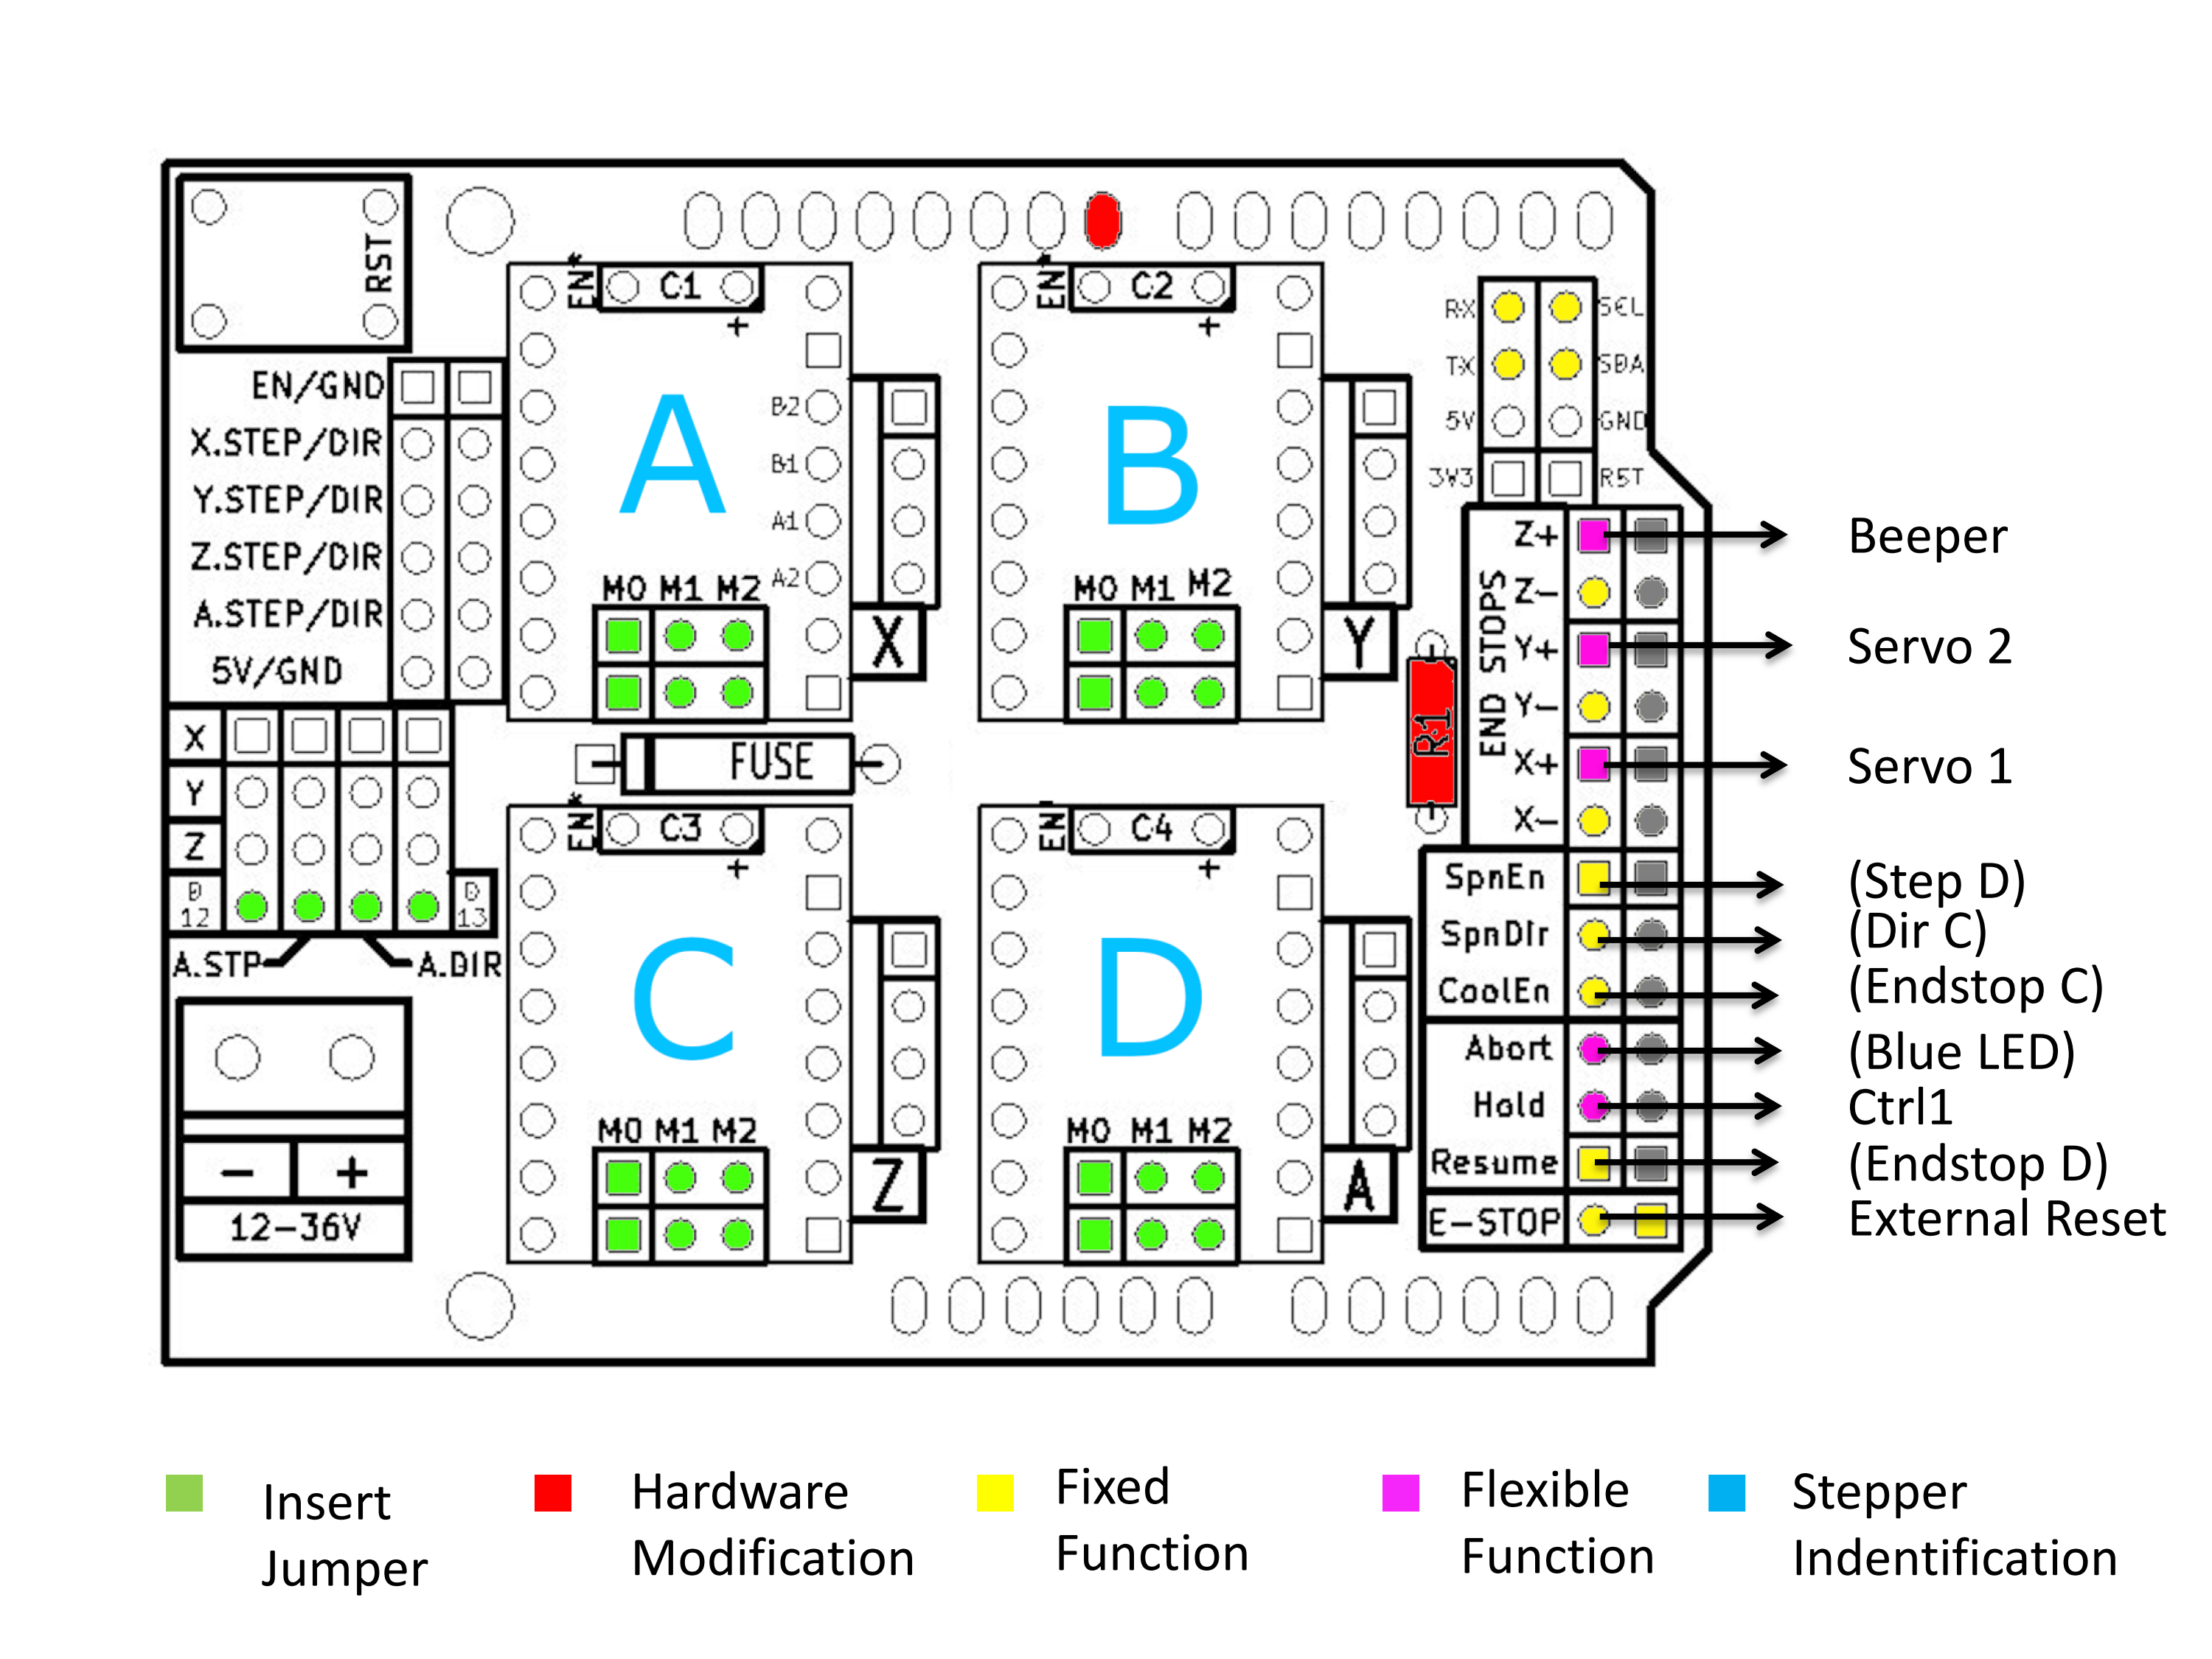 RST
EN/GND
X.STEP/DIR
Y.STEP/DIR
Z.STEP/DIR
A.STEP/DIR
5V/GND
X
Y
Z
D
12
D
13
A.STP
A.DIR
- +
12-36V
EN*
C1
+
A
B2
B1
A1
A2
M0 M1 M2
X
EN*
C2
+
B
M0 M1 M2
Y
FUSE
EN*
C3
+
C
M0 M1 M2
Z
EN
C4
+
D
M0 M1 M2
A
R1
RX SCL
TX SDA
5V GND
3V3 RST
END STOPS
Z+ Beeper
Z-
Y+ Servo 2
Y-
X+ Servo 1
X-
SpnEn (Step D)
SpnDir (Dir C)
CoolEn (Endstop C)
Abort (Blue LED)
Hold Ctrl1
Resume (Endstop D)
E-STOP External Reset
Insert
Jumper
Hardware
Modification
Fixed
Function
Flexible
Function
Stepper
Indentification